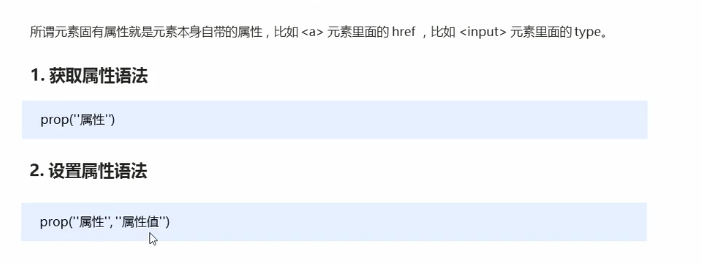 所谓元素固有属性就是元素本身自带的属性，比如 <a> 元素里面的 href ，比如 <input> 元素里面的 type。
1. 获取属性语法
prop(''属性'')
2. 设置属性语法
prop(''属性'', ''属性值'')